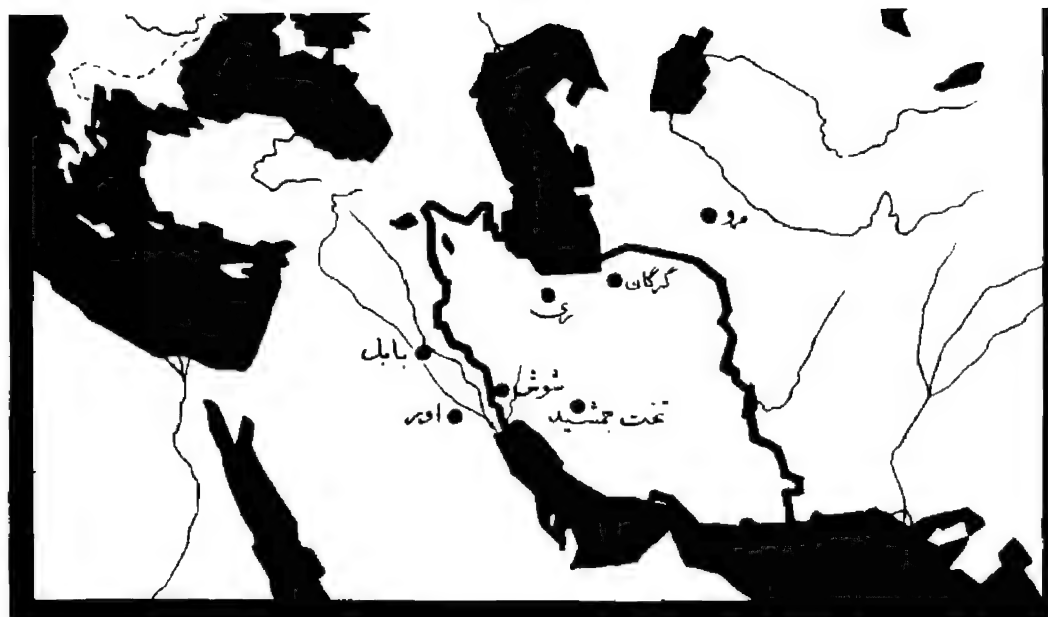 مرو
گرگان
ری
بابل
شوش
تخت جمشید
اور